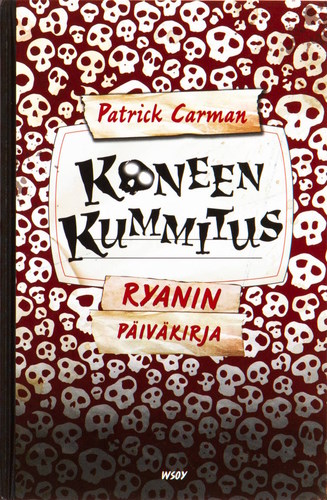 Patrick Carman
KONEEN
KUMMITUS
RYANIN
PÄIVÄKIRJA
WSOY